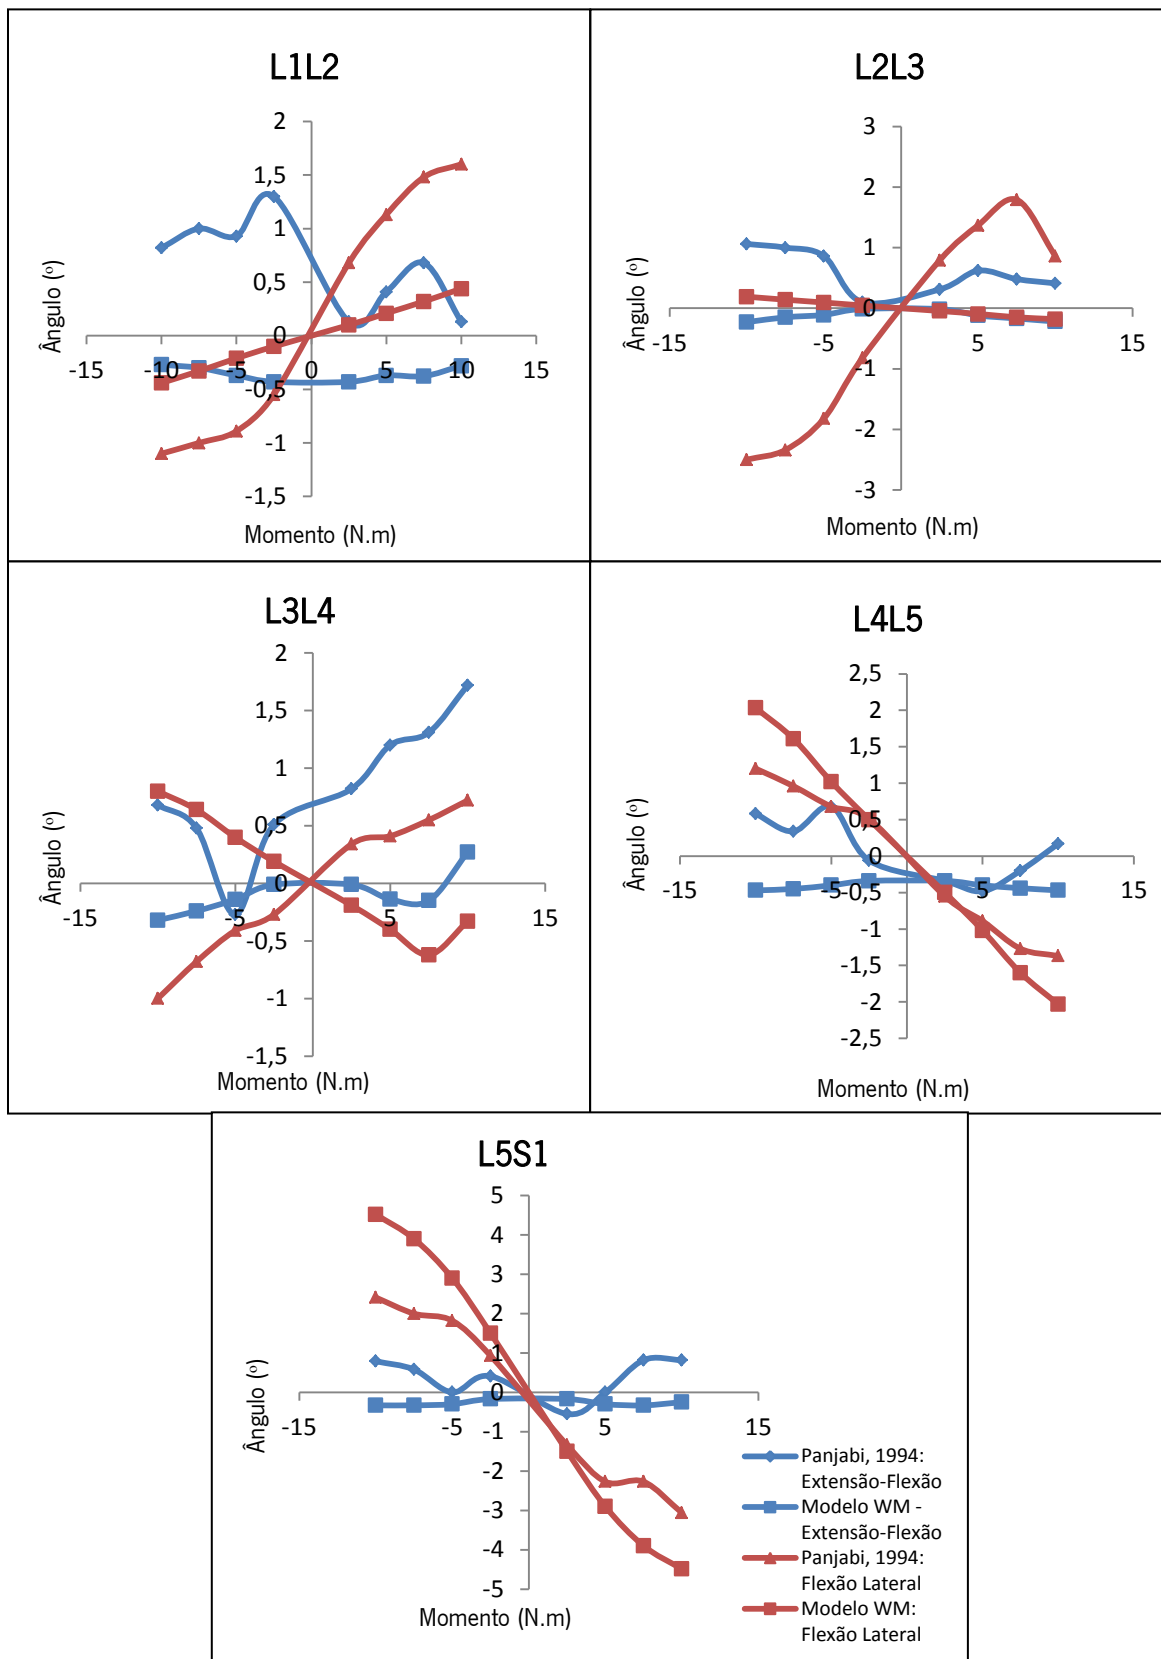 L1L2
2
1,5
1
0,5
0
-0,5
-1
-1,5
-15
-10
-5
0
5
10
15
Ângulo (º)
Momento (N.m)
L2L3
3
2
1
0
-1
-2
-3
-15
-5
5
15
Ângulo (º)
Momento (N.m)
L3L4
2
1,5
1
0,5
0
-0,5
-1
-1,5
-15
-5
5
15
Ângulo (º)
Momento (N.m)
L4L5
2,5
2
1,5
1
0,5
0
-0,5
-1
-1,5
-2
-2,5
-15
-5
5
15
Ângulo (º)
Momento (N.m)
L5S1
5
4
3
2
1
0
-1
-2
-3
-4
-5
-15
-5
5
15
Ângulo (º)
Momento (N.m)
Panjabi, 1994:
Extensão-Flexão
Modelo WM -
Extensão-Flexão
Panjabi, 1994:
Flexão Lateral
Modelo WM:
Flexão Lateral